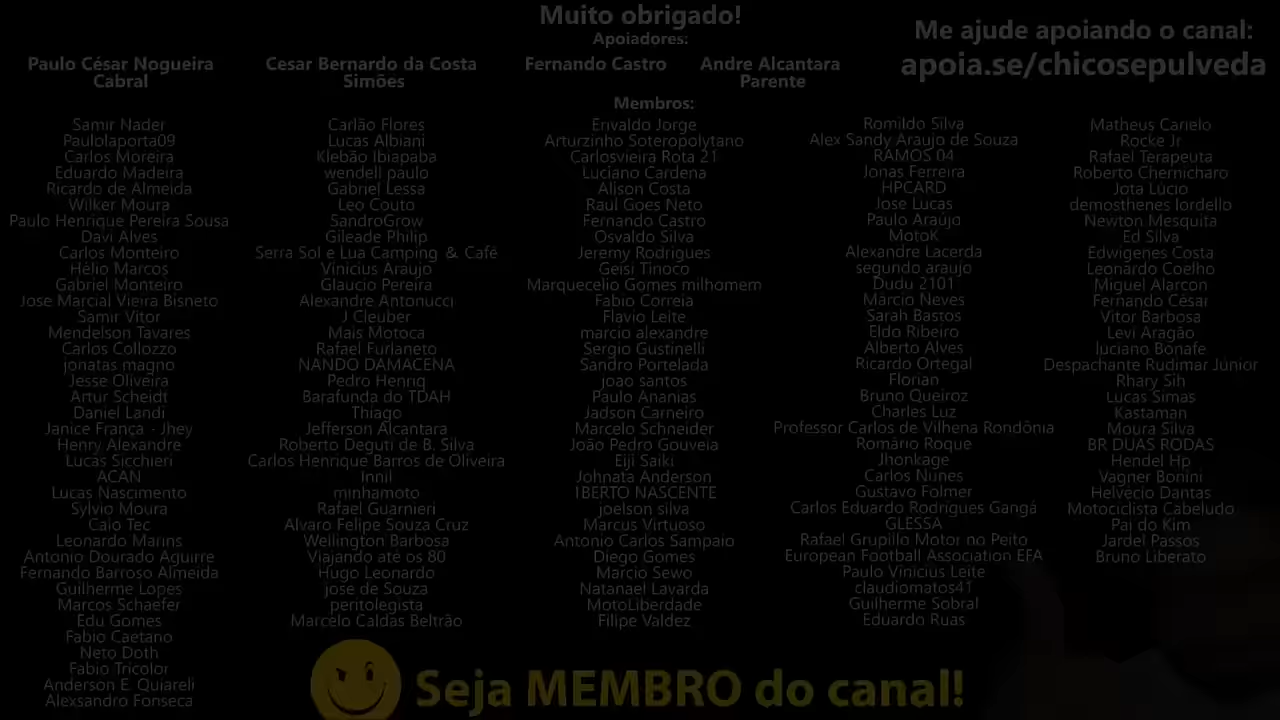 Muito obrigado!
Apoiadores:
Me ajude apoiando o canal:
apoia.se/chicosepulveda
Paulo César Nogueira
Cabral
Cesar Bernardo da Costa
Simões
Fernando Castro
Andre Alcantara
Parente
Membros:
Samir Nader
Paulolaporta09
Carlos Moreira
Eduardo Madeira
Ricardo de Almeida
Wilker Moura
Paulo Henrique Pereira Sousa
Davi Alves
Carlos Monteiro
Hélio Marcos
Gabriel Monteiro
Jose Marcial Vieira Bisneto
Samir Vitor
Mendelson Tavares
Carlos Collozzo
jonatas magno
Jesse Oliveira
Artur Scheidt
Daniel Landi
Janice França - Jhey
Henry Alexandre
Lucas Sicchieri
ACAN
Lucas Nascimento
Sylvio Moura
Caio Tec
Leonardo Marins
Antonio Dourado Aguirre
Fernando Barroso Almeida
Guilherme Lopes
Marcos Schaefer
Edu Gomes
Fabio Caetano
Neto Doth
Fabio Tricolor
Anderson E. Quiareli
Alexsandro Fonseca
Carlão Flores
Lucas Albiani
Klebão Ibiapaba
wendell paulo
Gabriel Lessa
Leo Couto
SandroGrow
Gileade Philip
Serra Sol e Lua Camping & Café
Vinicius Araujo
Glaucio Pereira
Alexandre Antonucci
J Cleuber
Mais Motoca
Rafael Furlaneto
NANDO DAMACENA
Pedro Henriq
Barafunda do TDAH
Thiago
Jefferson Alcantara
Roberto Deguti de B. Silva
Carlos Henrique Barros de Oliveira
Innil
minhamoto
Rafael Guarnieri
Alvaro Felipe Souza Cruz
Wellington Barbosa
Viajando até os 80
Hugo Leonardo
jose de Souza
pentolegista
Marcelo Caldas Beltrão
Erivaldo Jorge
Arturzinho Soteropolytano
Carlosvieira Rota 21
Luciano Cardena
Alison Costa
Raul Goes Neto
Fernando Castro
Osvaldo Silva
Jeremy Rodrigues
Geisi Tinoco
Marquecelio Gomes milhomem
Fabio Correia
Flavio Leite
marcio alexandre
Sergio Gustinelli
Sandro Portelada
joao santos
Paulo Ananias
Jadson Carneiro
Marcelo Schneider
João Pedro Gouveia
Eiji Saiki
Johnata Anderson
IBERTO NASCENTE
joelson silva
Marcus Virtuoso
Antonio Carlos Sampaio
Diego Gomes
Marcio Sewo
Natanael Lavarda
MotoLiberdade
Filipe Valdez
Romildo Silva
Alex Sandy Araujo de Souza
RAMOS 04
Jonas Ferreira
HPCARD
Jose Lucas
Paulo Araújo
MotoK
Alexandre Lacerda
segundo araujo
Dudu 2101
Márcio Neves
Sarah Bastos
Eldo Ribeiro
Alberto Alves
Ricardo Ortegal
Florian
Bruno Queiroz
Charles Luz
Professor Carlos de Vilhena Rondônia
Romário Roque
Jhonkage
Carlos Nunes
Gustavo Folmer
Carlos Eduardo Rodrigues Gangá
GLESSA
Rafael Grupillo Motor no Peito
European Football Association EFA
Paulo Vinicius Leite
claudiomatos41
Guilherme Sobral
Eduardo Ruas
Matheus Carielo
Rocke Jr
Rafael Terapeuta
Roberto Chernicharo
Jota Lúcio
demosthenes lordello
Newton Mesquita
Ed Silva
Edwigenes Costa
Leonardo Coelho
Miguel Alarcon
Fernando César
Vitor Barbosa
Levi Aragão
luciano Bonafe
Despachante Rudimar Júnior
Rhary Sih
Lucas Simas
Kastaman
Moura Silva
BR DUAS RODAS
Hendel Hp
Vagner Bonini
Helvécio Dantas
Motociclista Cabeludo
Pai do Kim
Jardel Passos
Bruno Liberato
Seja MEMBRO do canal!